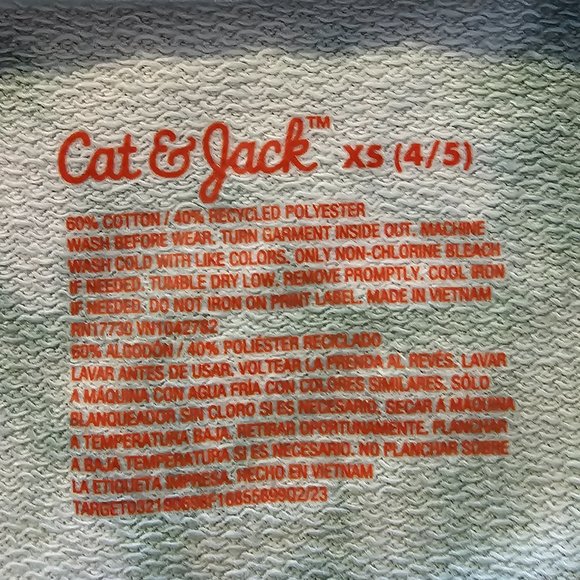 Cat & Jack™ XS (4/5)
60% COTTON / 40% RECYCLED POLYESTER
WASH BEFORE WEAR. TURN GARMENT INSIDE OUT. MACHINE
WASH COLD WITH LIKE COLORS. ONLY NON-CHLORINE BLEACH
IF NEEDED. TUMBLE DRY LOW. REMOVE PROMPTLY. COOL IRON
IF NEEDED. DO NOT IRON ON PRINT LABEL. MADE IN VIETNAM
RN17730 VN1042782
60% ALGODÓN / 40% POLIÉSTER RECICLADO
LAVAR ANTES DE USAR. VOLTEAR LA PRENDA AL REVÉS. LAVAR
A MÁQUINA CON AGUA FRÍA CON COLORES SIMILARES. SÓLO
BLANQUEADOR SIN CLORO SI ES NECESARIO. SECAR A MÁQUINA
A TEMPERATURA BAJA. RETIRAR OPORTUNAMENTE. PLANCHAR
A BAJA TEMPERATURA SI ES NECESARIO. NO PLANCHAR SOBRE
LA ETIQUETA IMPRESA. HECHO EN VIETNAM